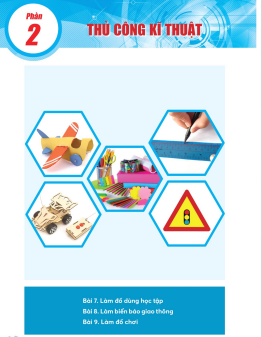 Phần
2
THỦ CÔNG KĨ THUẬT
Bài 7. Làm đồ dùng học tập
Bài 8. Làm biển báo giao thông
Bài 9. Làm đồ chơi